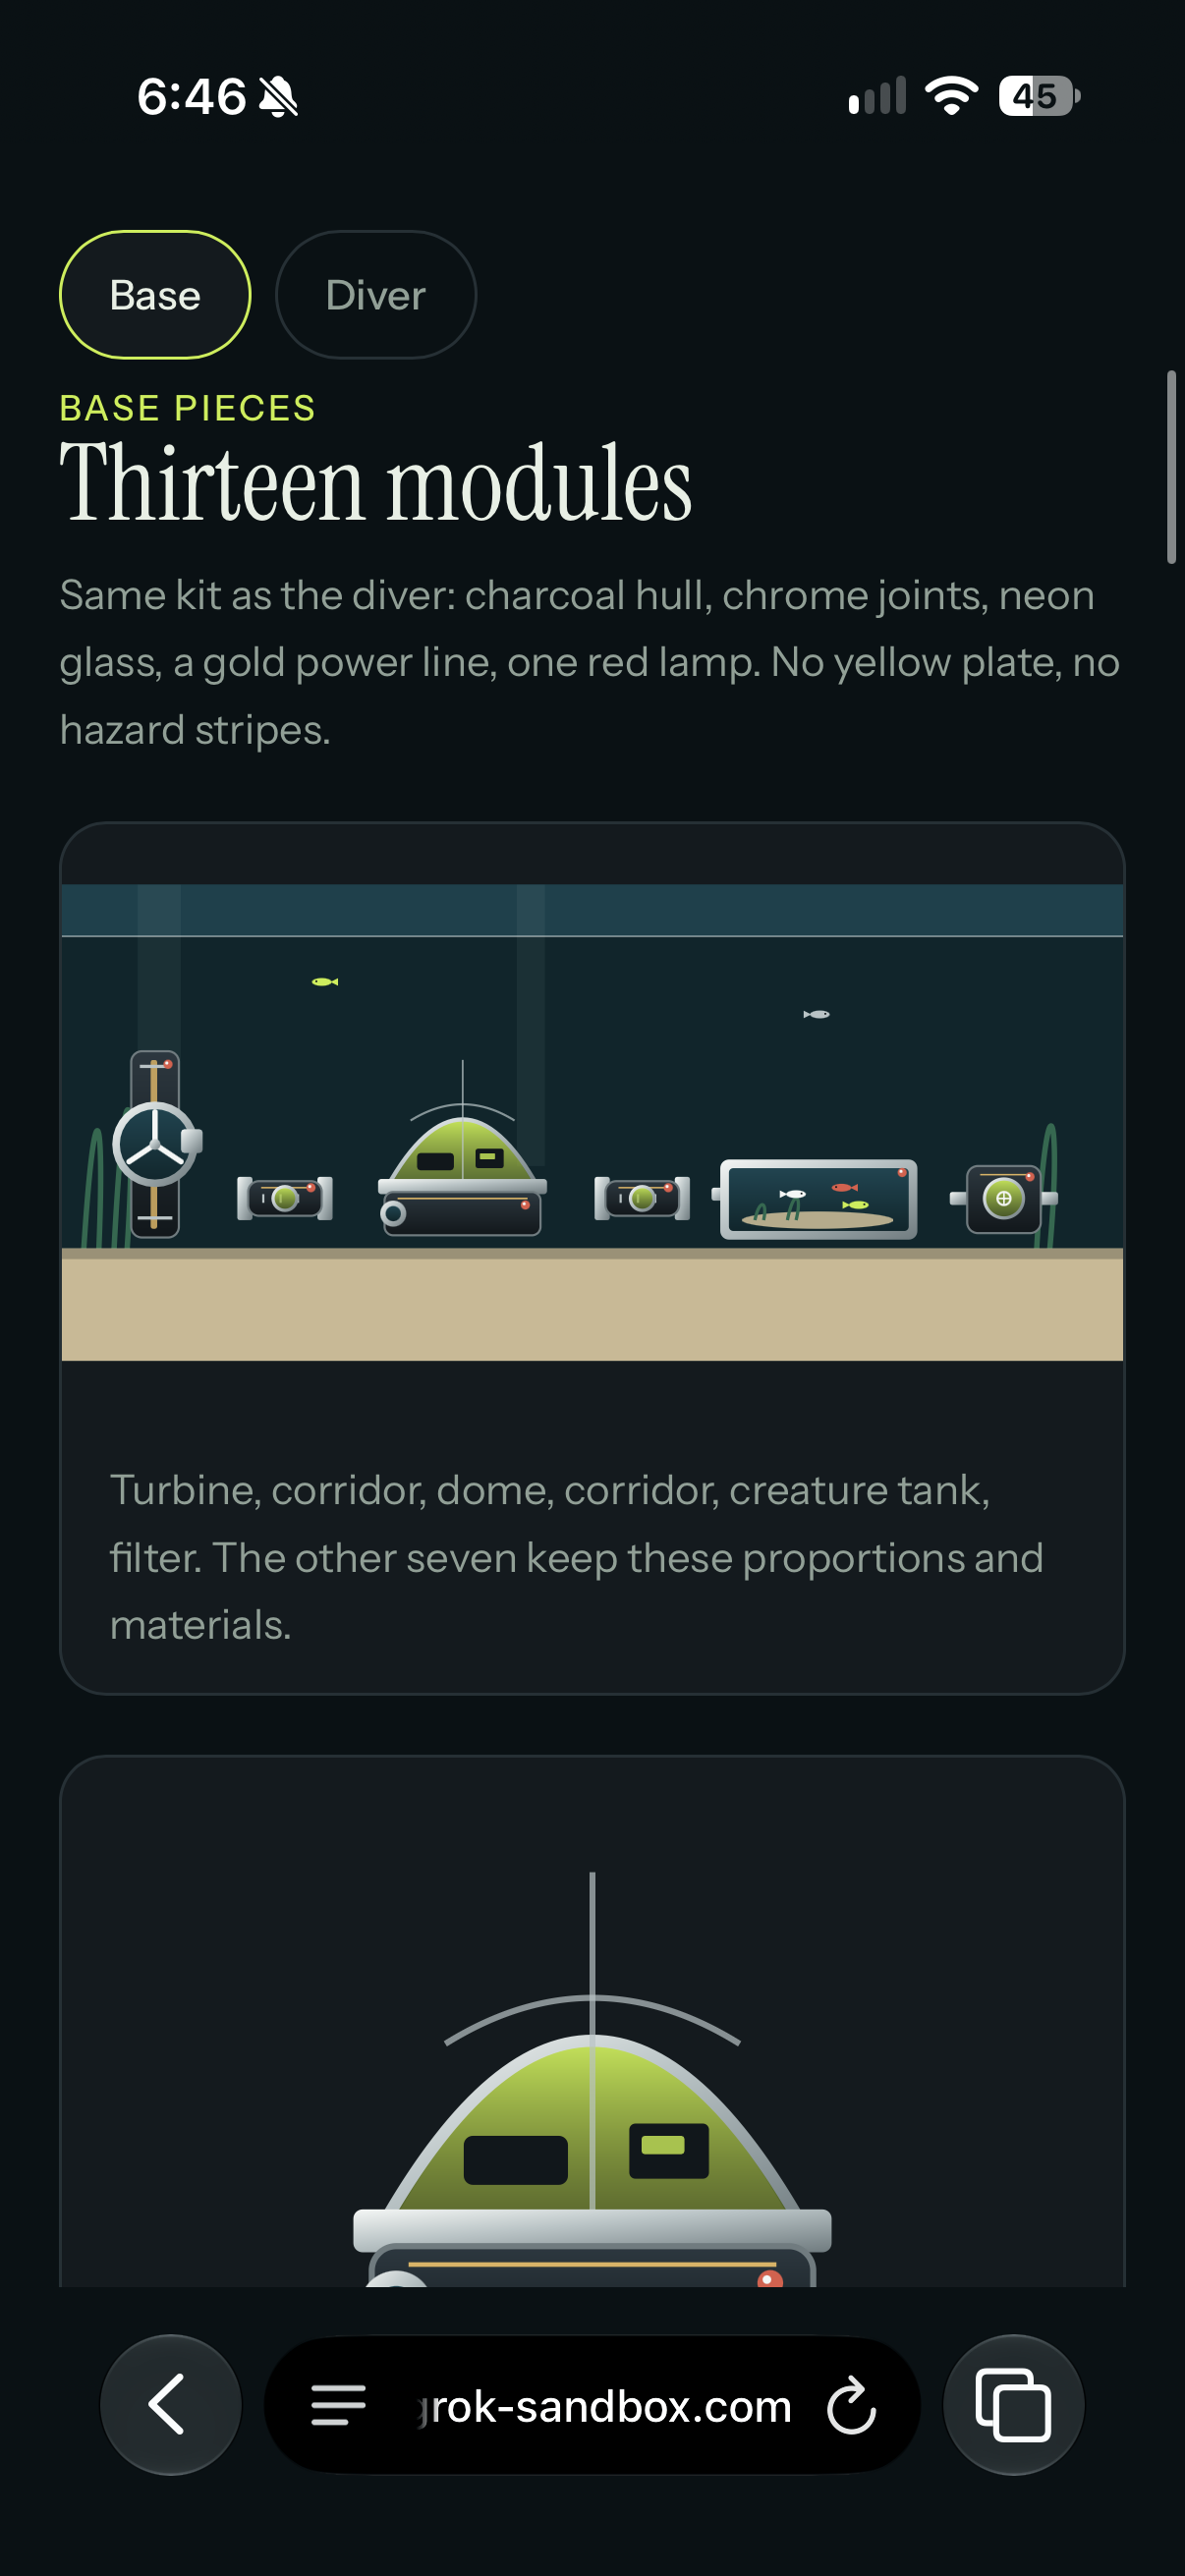 6:46
45
Base
Diver
BASE PIECES
Thirteen modules
Same kit as the diver: charcoal hull, chrome joints, neon
glass, a gold power line, one red lamp. No yellow plate, no
hazard stripes.
Turbine, corridor, dome, corridor, creature tank,
filter. The other seven keep these proportions and
materials.
grok-sandbox.com